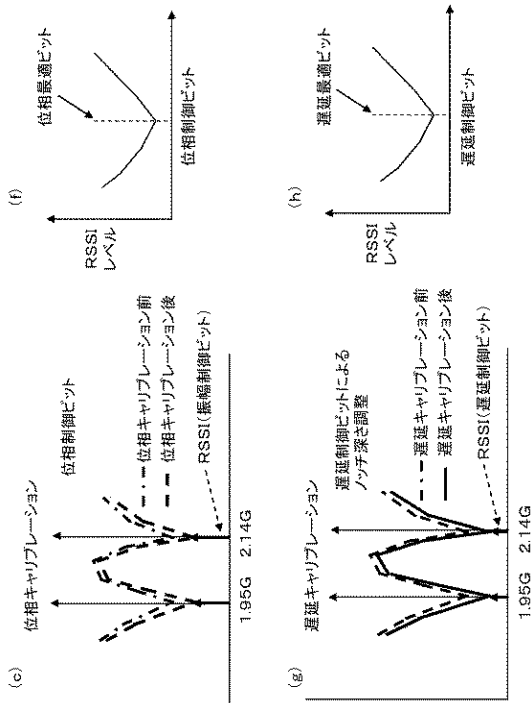 (c)
位相キャリブレーション
位相制御ビット
位相キャリブレーション前
位相キャリブレーション後
RSSI(振幅制御ビット)
1.95G
2.14G
(f)
RSSI
レベル
位相最適ビット
位相制御ビット
(g)
遅延キャリブレーション
遅延制御ビットによる
ノッチ深さ調整
遅延キャリブレーション前
遅延キャリブレーション後
RSSI(遅延制御ビット)
1.95G
2.14G
(h)
RSSI
レベル
遅延最適ビット
遅延制御ビット